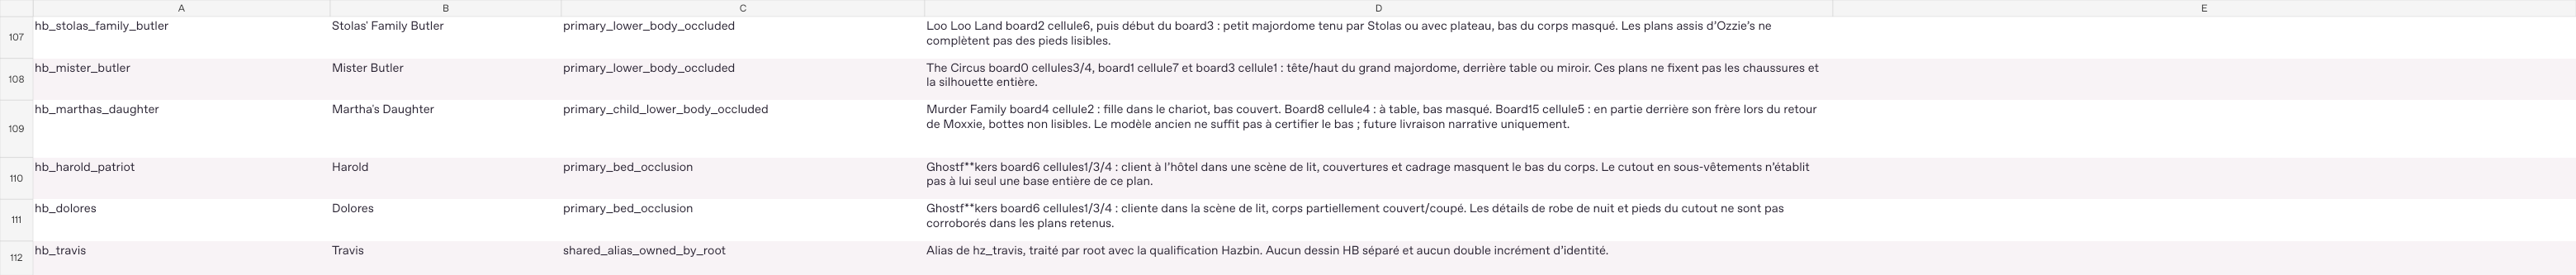 A B C D E
107 hb_stolas_family_butler Stolas' Family Butler primary_lower_body_occluded Loo Loo Land board2 cellule6, puis début du board3 : petit majordome tenu par Stolas ou avec plateau, bas du corps masqué. Les plans assis d'Ozzie's ne
complètent pas des pieds lisibles.
108 hb_mister_butler Mister Butler primary_lower_body_occluded The Circus board0 cellules3/4, board1 cellule7 et board3 cellule1 : tête/haut du grand majordome, derrière table ou miroir. Ces plans ne fixent pas les chaussures et
la silhouette entière.
109 hb_marthas_daughter Martha's Daughter primary_child_lower_body_occluded Murder Family board4 cellule2 : fille dans le chariot, bas couvert. Board8 cellule4 : à table, bas masqué. Board15 cellule5 : en partie derrière son frère lors du retour
de Moxxie, bottes non lisibles. Le modèle ancien ne suffit pas à certifier le bas ; future livraison narrative uniquement.
110 hb_harold_patriot Harold primary_bed_occlusion Ghostf**kers board6 cellules1/3/4 : client à l'hôtel dans une scène de lit, couvertures et cadrage masquent le bas du corps. Le cutout en sous-vêtements n'établit
pas à lui seul une base entière de ce plan.
111 hb_dolores Dolores primary_bed_occlusion Ghostf**kers board6 cellules1/3/4 : cliente dans la scène de lit, corps partiellement couvert/coupé. Les détails de robe de nuit et pieds du cutout ne sont pas
corroborés dans les plans retenus.
112 hb_travis Travis shared_alias_owned_by_root Alias de hz_travis, traité par root avec la qualification Hazbin. Aucun dessin HB séparé et aucun double incrément d'identité.